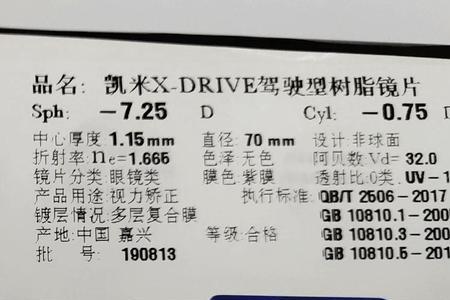 品名: 凯米X-DRIVE驾驶型树脂镜片
Sph: -7.25 D Cyl: -0.75
中心厚度: 1.15mm 直径: 70 mm 设计: 非球面
折射率: ne=1.665 色泽: 无色 阿贝数: Vd= 32.0
镜片分类: 眼镜类 膜色: 紫膜 透射比: 0类, UV-1
产品用途: 视力矫正 执行标准: QB/T 2506-2017
镀层情况: 多层复合膜 GB 10810.1-200
产地: 中国 嘉兴 等级: 合格 GB 10810.3-200
批 号: 190813 GB 10810.5-201